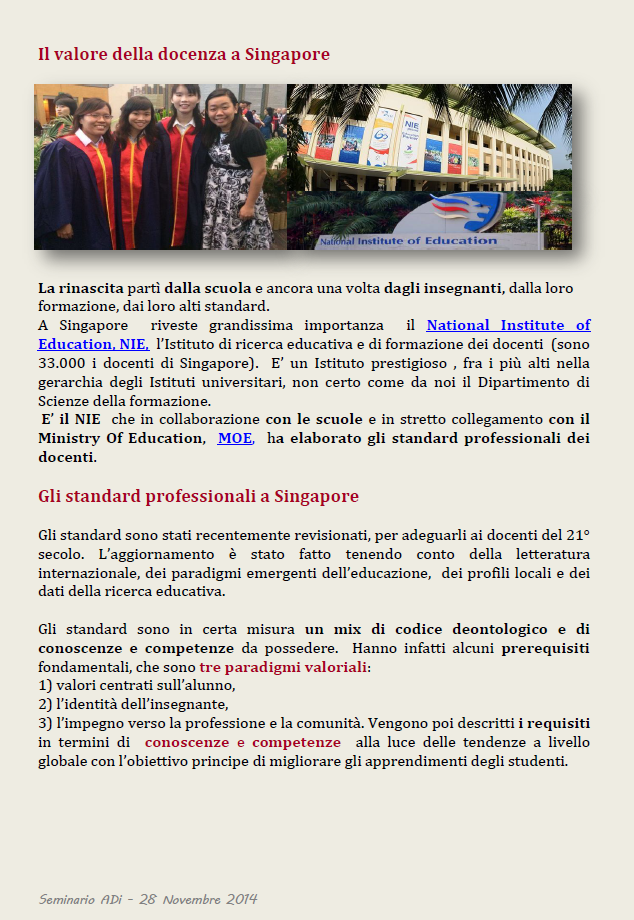 Il valore della docenza a Singapore
NIE
National Institute of Education
La rinascita partì dalla scuola e ancora una volta dagli insegnanti, dalla loro
formazione, dai loro alti standard.
A Singapore riveste grandissima importanza il National Institute of
Education, NIE, l’Istituto di ricerca educativa e di formazione dei docenti (sono
33.000 i docenti di Singapore). E’ un Istituto prestigioso , fra i più alti nella
gerarchia degli Istituti universitari, non certo come da noi il Dipartimento di
Scienze della formazione.
E’ il NIE che in collaborazione con le scuole e in stretto collegamento con il
Ministry Of Education, MOE, ha elaborato gli standard professionali dei
docenti.
Gli standard professionali a Singapore
Gli standard sono stati recentemente revisionati, per adeguarli ai docenti del 21°
secolo. L’aggiornamento è stato fatto tenendo conto della letteratura
internazionale, dei paradigmi emergenti dell’educazione, dei profili locali e dei
dati della ricerca educativa.
Gli standard sono in certa misura un mix di codice deontologico e di
conoscenze e competenze da possedere. Hanno infatti alcuni prerequisiti
fondamentali, che sono tre paradigmi valoriali:
1) valori centrati sull’alunno,
2) l’identità dell’insegnante,
3) l’impegno verso la professione e la comunità. Vengono poi descritti i requisiti
in termini di conoscenze e competenze alla luce delle tendenze a livello
globale con l’obiettivo principe di migliorare gli apprendimenti degli studenti.
Seminario ADi - 28 Novembre 2014